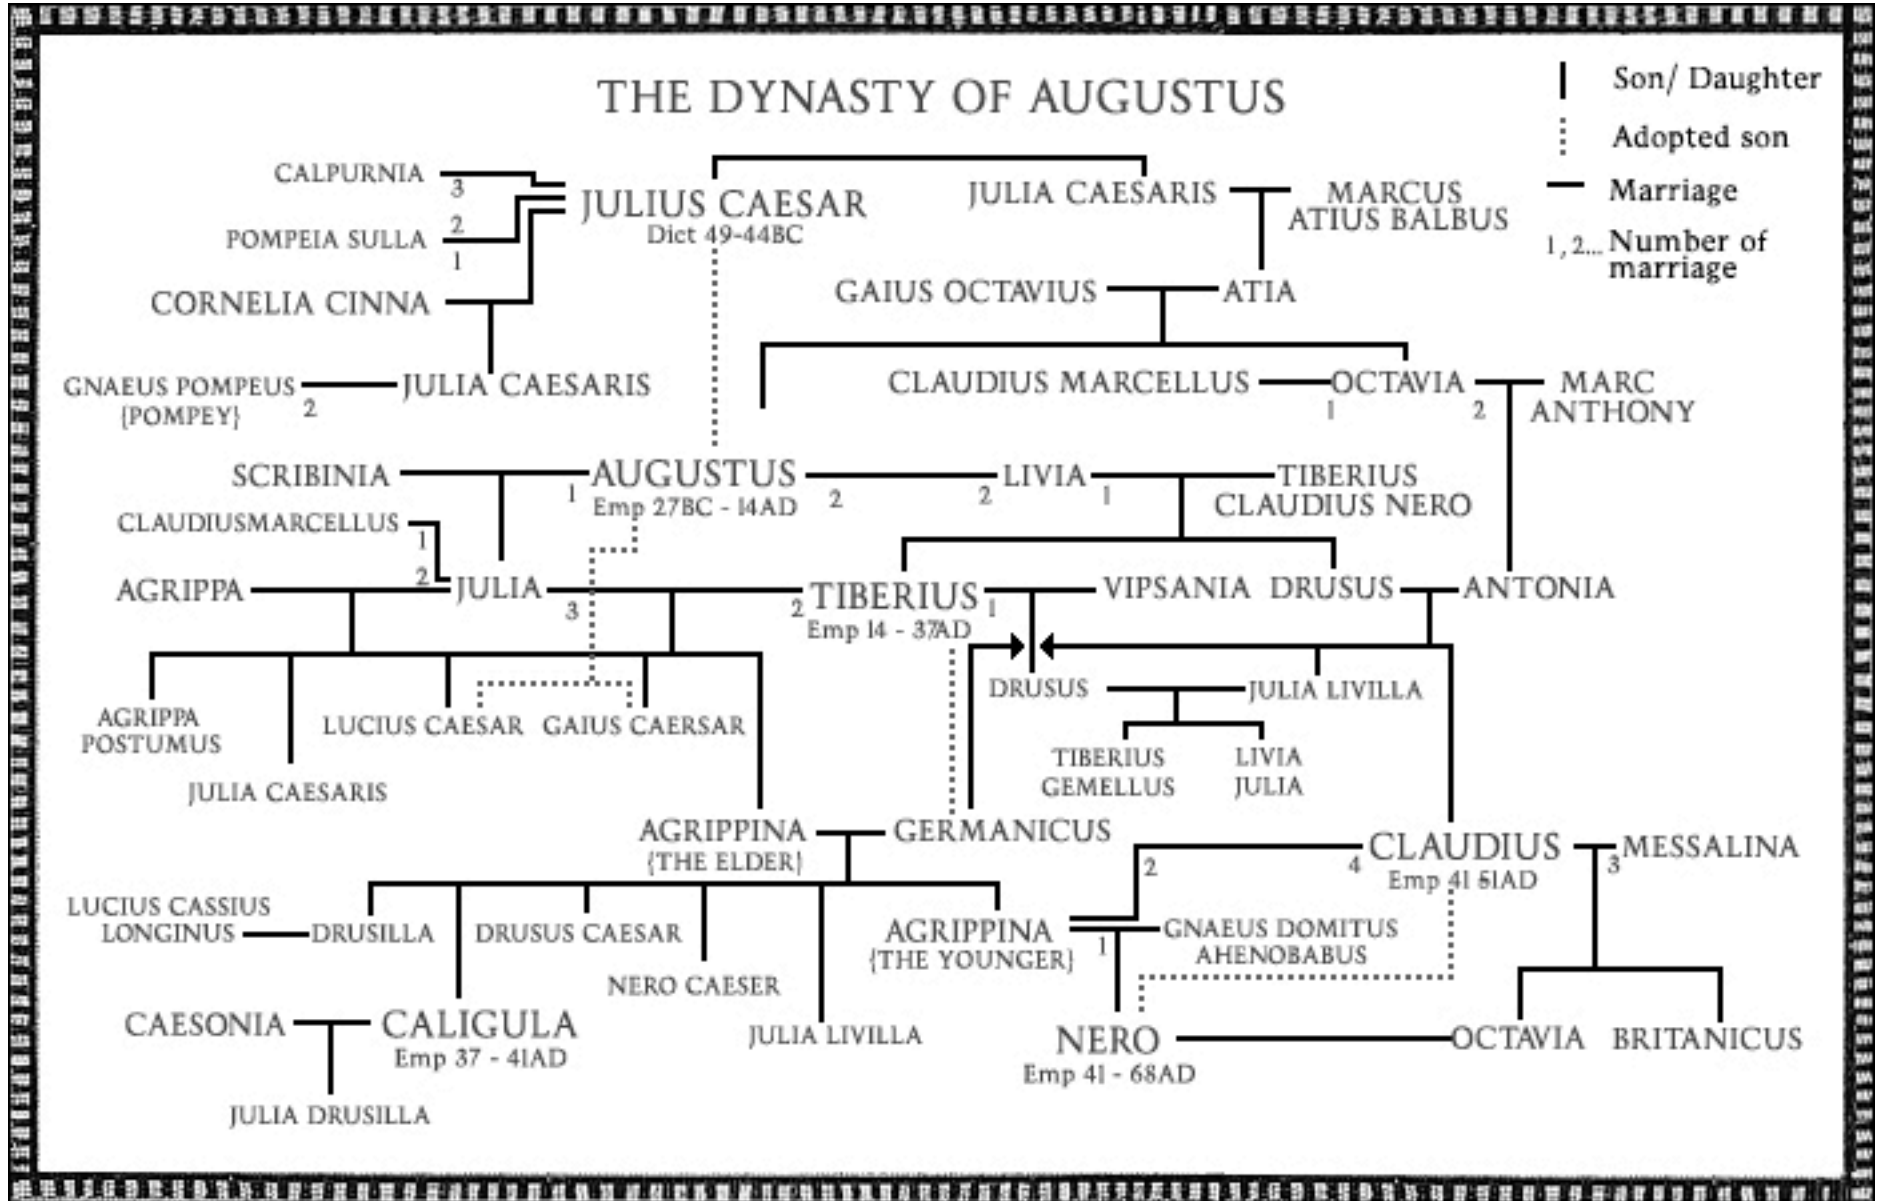 THE DYNASTY OF AUGUSTUS
Son/ Daughter
Adopted son
Marriage
1, 2... Number of
marriage
CALPURNIA
3
JULIUS CAESAR
Dict 49-44BC
JULIA CAESARIS
MARCUS
ATIUS BALBUS
2
POMPEIA SULLA
1
CORNELIA CINNA
GAIUS OCTAVIUS
ATIA
GNAEUS POMPEUS
{POMPEY}
2
JULIA CAESARIS
CLAUDIUS MARCELLUS
1
OCTAVIA
2
MARC
ANTHONY
SCRIBINIA
1
AUGUSTUS
Emp 27BC - 14AD
2
2
LIVIA
1
TIBERIUS
CLAUDIUS NERO
CLAUDIUSMARCELLUS
1
AGRIPPA
2
JULIA
3
2
TIBERIUS
Emp 14 - 37AD
1
VIPSANIA
DRUSUS
ANTONIA
AGRIPPA
POSTUMUS
JULIA CAESARIS
LUCIUS CAESAR
GAIUS CAERSAR
DRUSUS
JULIA LIVILLA
TIBERIUS
GEMELLUS
LIVIA
JULIA
AGRIPPINA
{THE ELDER}
GERMANICUS
2
4
CLAUDIUS
Emp 41 51AD
3
MESSALINA
LUCIUS CASSIUS
LONGINUS
DRUSILLA
DRUSUS CAESAR
NERO CAESER
JULIA LIVILLA
AGRIPPINA
{THE YOUNGER}
1
GNAEUS DOMITUS
AHENOBABUS
CAESONIA
CALIGULA
Emp 37 - 41AD
JULIA DRUSILLA
NERO
Emp 41 - 68AD
OCTAVIA
BRITANICUS